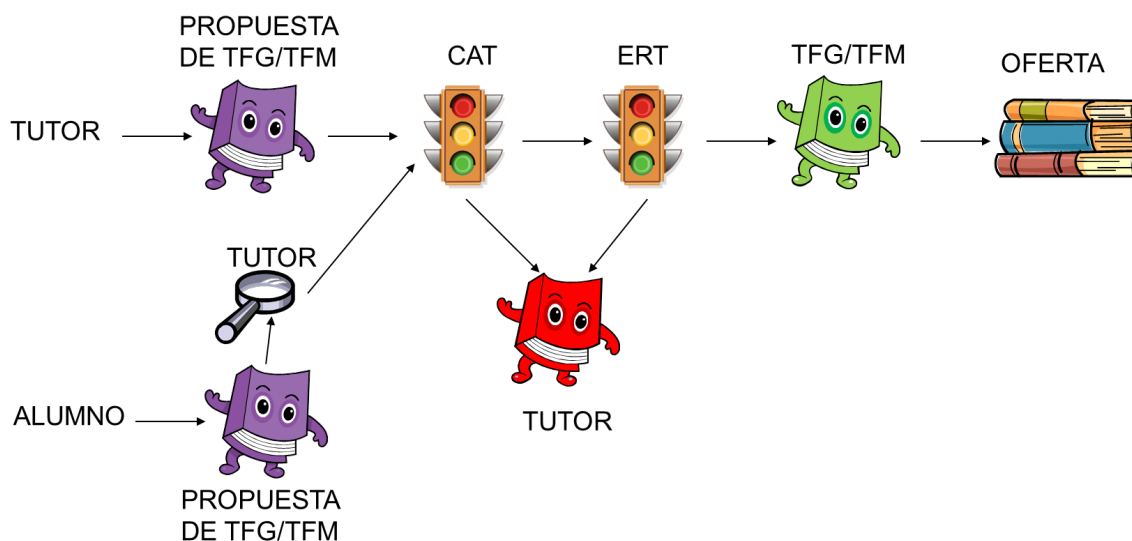 PROPUESTA
DE TFG/TFM
CAT
ERT
TFG/TFM
OFERTA
TUTOR
TUTOR
ALUMNO
TUTOR
PROPUESTA
DE TFG/TFM